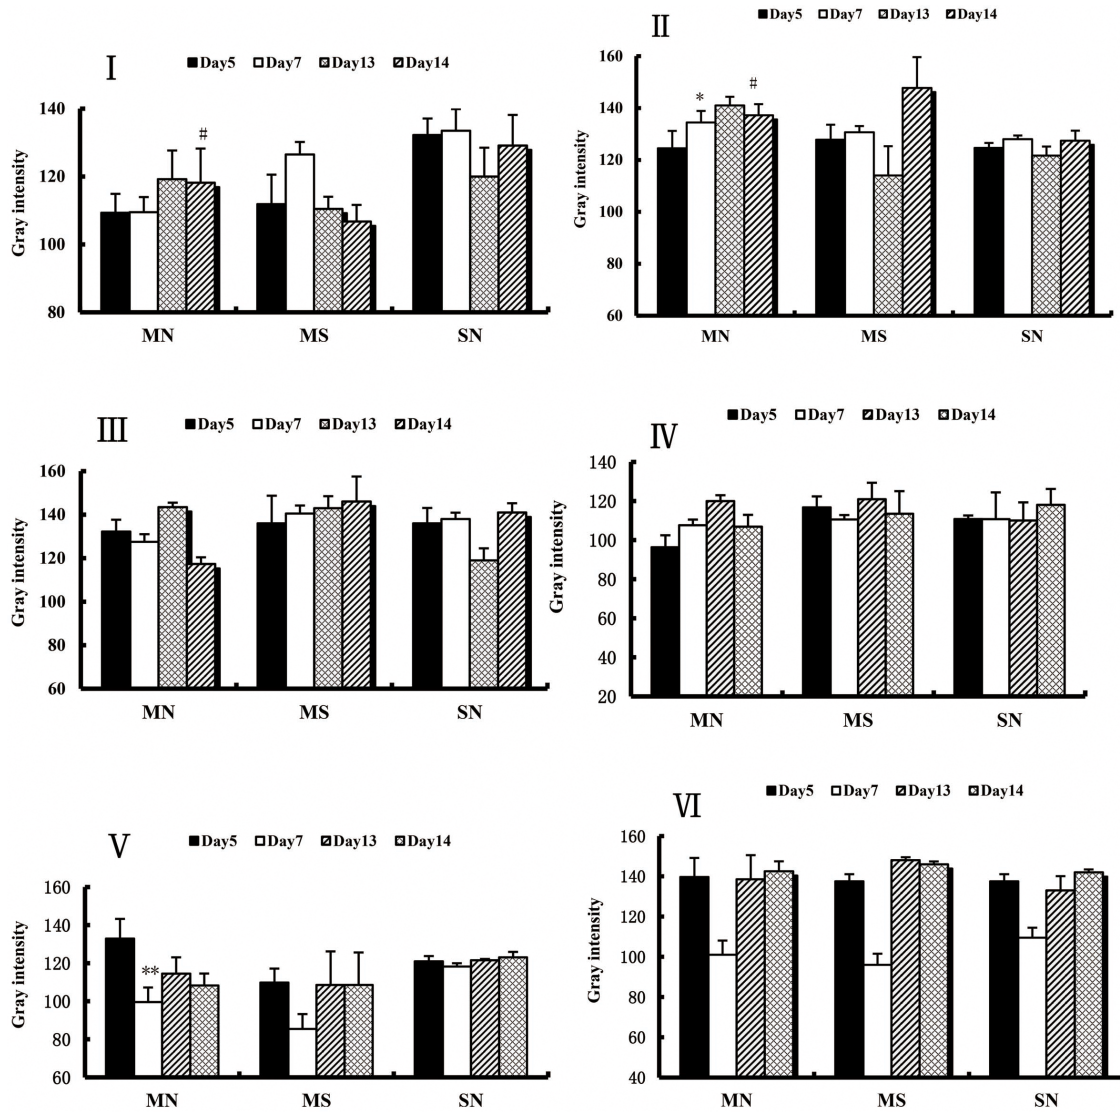 I
■Day5 □Day7 Day13 Day14
Gray intensity
140
120
100
80
#
MN MS SN
II
■Day5 □Day7 Day13 Day14
Gray intensity
160
140
120
100
80
60
* #
MN MS SN
III
■Day5 □Day7 Day13 Day14
Gray intensity
160
140
120
100
80
60
MN MS SN
IV
■Day5 □Day7 Day13 Day14
Gray intensity
140
120
100
80
60
40
20
MN MS SN
V
■Day5 □Day7 Day13 Day14
Gray intensity
160
140
120
100
80
60
**
MN MS SN
VI
■Day5 □Day7 Day13 Day14
Gray intensity
160
140
120
100
80
60
40
MN MS SN